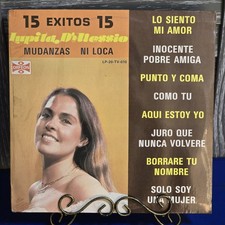 15 EXITOS 15
Lupita D'Alessio
MUDANZAS NI LOCA
LO SIENTO
MI AMOR
INOCENTE
POBRE AMIGA
PUNTO Y COMA
COMO TU
AQUI ESTOY YO
JURO QUE
NUNCA VOLVERE
BORRARE TU
NOMBRE
SOLO SOY
UNA MUJER